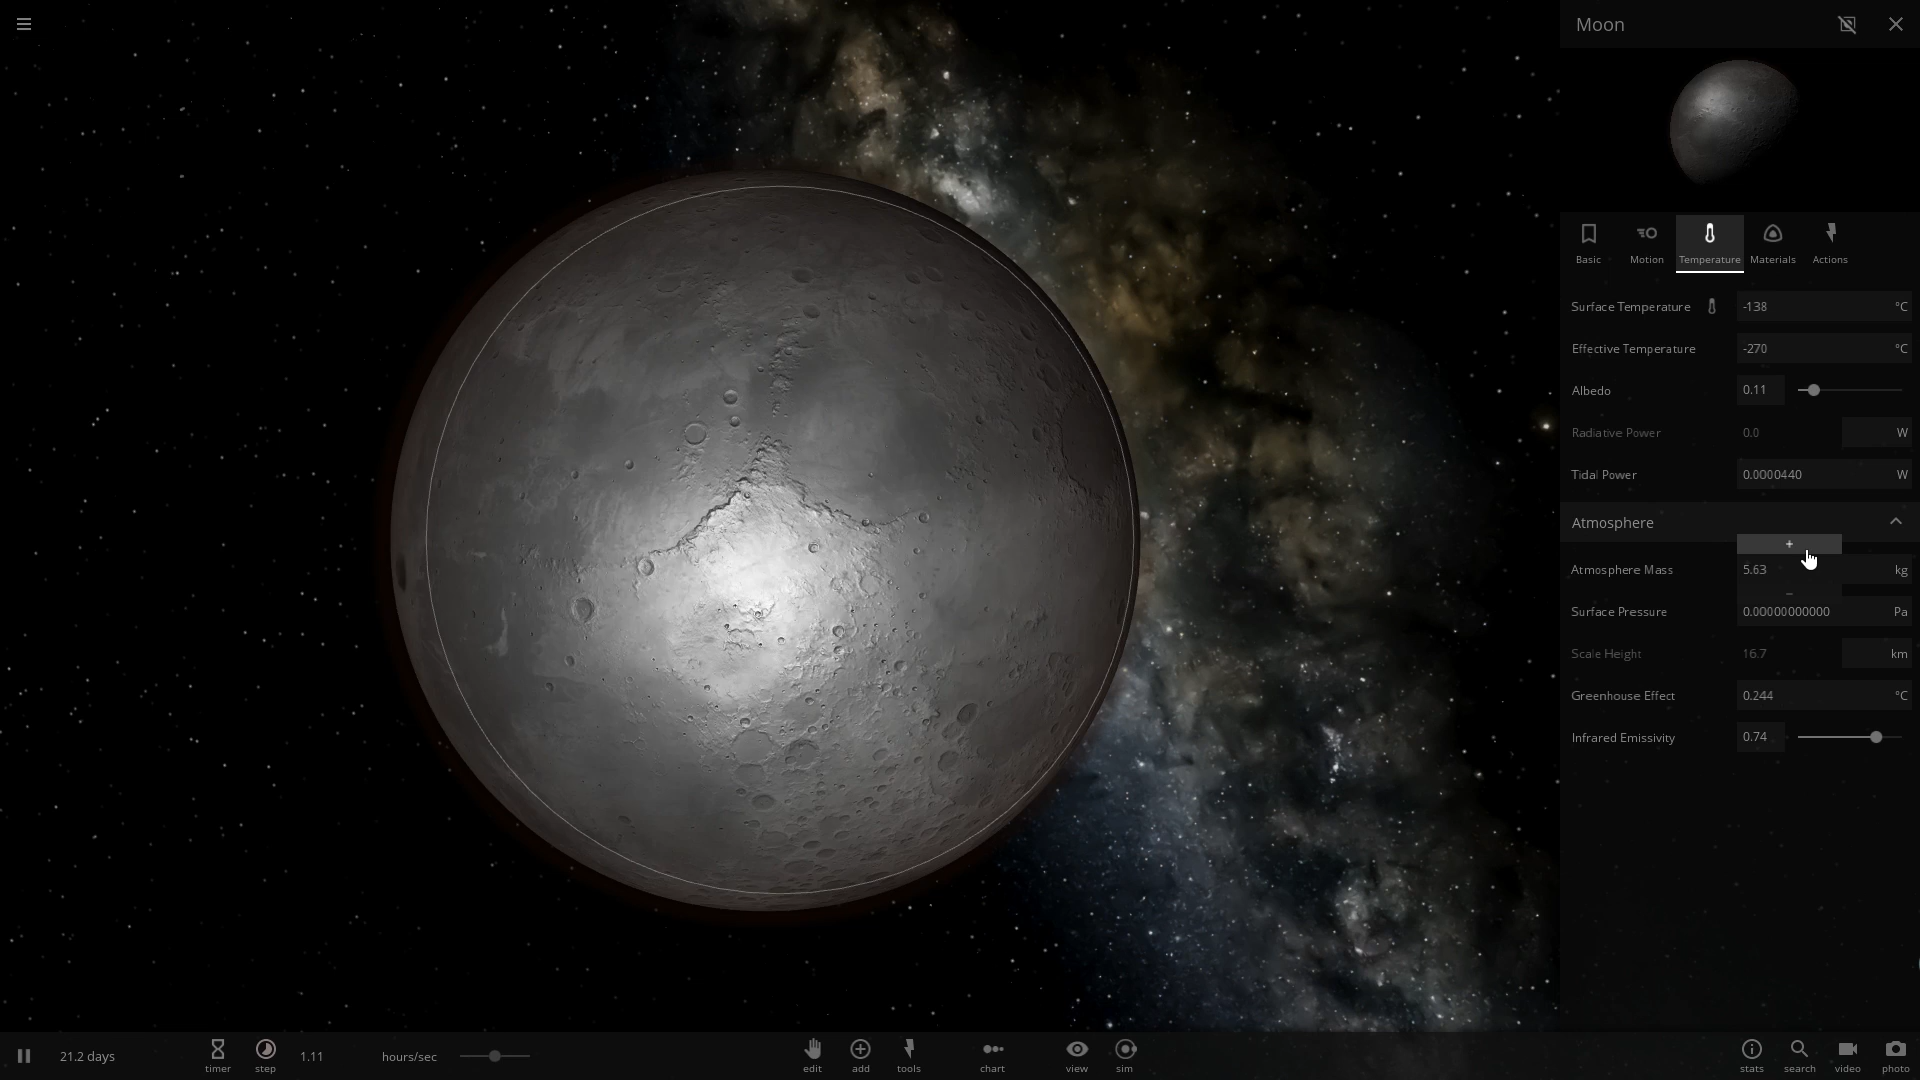 Moon
Basic
Motion
Temperature
Materials
Actions
Surface Temperature -138 °C
Effective Temperature -270 °C
Albedo 0.11
Radiative Power 0.0 W
Tidal Power 0.0000440 W
Atmosphere
+
Atmosphere Mass 5.63 kg
–
Surface Pressure 0.00000000000 Pa
Scale Height 16.7 km
Greenhouse Effect 0.244 °C
Infrared Emissivity 0.74
21.2 days
timer
step
1.11
hours/sec
edit
add
tools
chart
view
sim
stats
search
video
photo